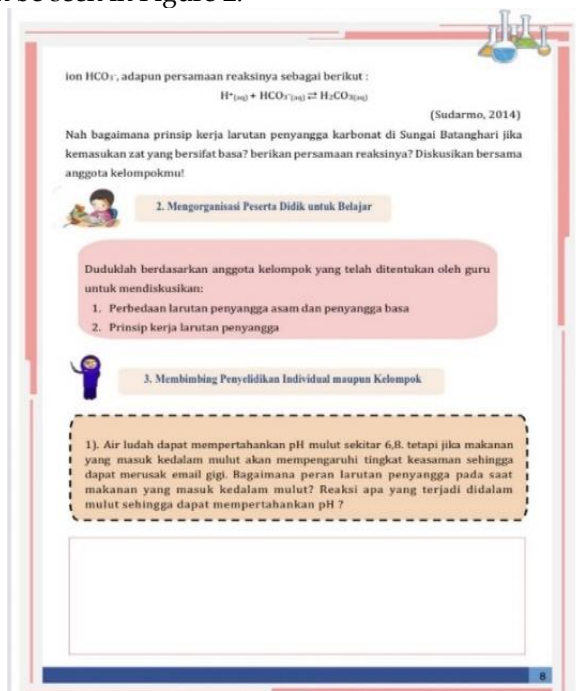 ion HCO₃⁻, adapun persamaan reaksinya sebagai berikut :
H⁺(aq) + HCO₃⁻(aq) ⇄ H₂CO₃(aq)
(Sudarmo, 2014)
Nah bagaimana prinsip kerja larutan penyangga karbonat di Sungai Batanghari jika
kemasukan zat yang bersifat basa? berikan persamaan reaksinya? Diskusikan bersama
anggota kelompokmu!
2. Mengorganisasi Peserta Didik untuk Belajar
Duduklah berdasarkan anggota kelompok yang telah ditentukan oleh guru
untuk mendiskusikan:
1. Perbedaan larutan penyangga asam dan penyangga basa
2. Prinsip kerja larutan penyangga
3. Membimbing Penyelidikan Individual maupun Kelompok
1). Air ludah dapat mempertahankan pH mulut sekitar 6,8. tetapi jika makanan
yang masuk kedalam mulut akan mempengaruhi tingkat keasaman sehingga
dapat merusak email gigi. Bagaimana peran larutan penyangga pada saat
makanan yang masuk kedalam mulut? Reaksi apa yang terjadi didalam
mulut sehingga dapat mempertahankan pH ?
8